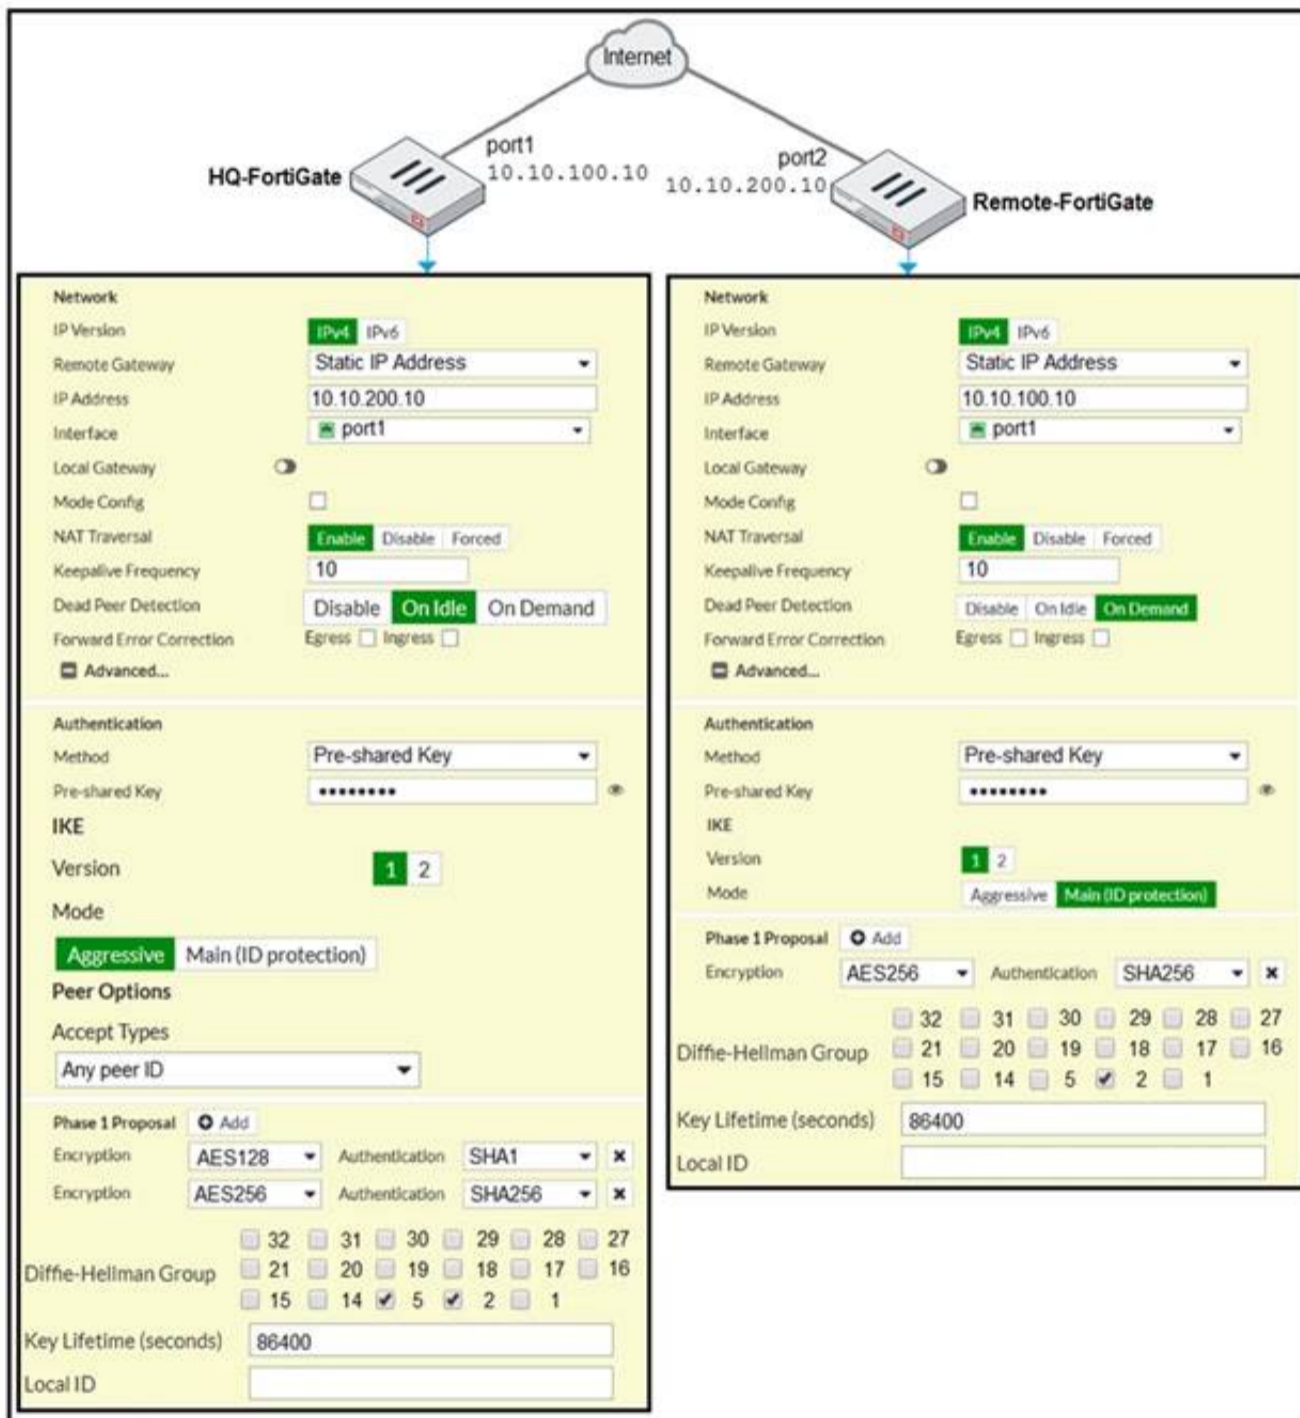 Internet
port1
10.10.100.10
HQ-FortiGate
port2
10.10.200.10
Remote-FortiGate
Network
IP Version IPv4 IPv6
Remote Gateway Static IP Address
IP Address 10.10.200.10
Interface port1
Local Gateway
Mode Config
NAT Traversal Enable Disable Forced
Keepalive Frequency 10
Dead Peer Detection Disable On Idle On Demand
Forward Error Correction Egress Ingress
Advanced...
Authentication
Method Pre-shared Key
Pre-shared Key ••••••••
IKE
Version 1 2
Mode
Aggressive Main (ID protection)
Peer Options
Accept Types
Any peer ID
Phase 1 Proposal Add
Encryption AES128 Authentication SHA1
Encryption AES256 Authentication SHA256
32 31 30 29 28 27
Diffie-Hellman Group 21 20 19 18 17 16
15 14 5 2 1
Key Lifetime (seconds) 86400
Local ID
Network
IP Version IPv4 IPv6
Remote Gateway Static IP Address
IP Address 10.10.100.10
Interface port1
Local Gateway
Mode Config
NAT Traversal Enable Disable Forced
Keepalive Frequency 10
Dead Peer Detection Disable On Idle On Demand
Forward Error Correction Egress Ingress
Advanced...
Authentication
Method Pre-shared Key
Pre-shared Key ••••••••
IKE
Version 1 2
Mode Aggressive Main (ID protection)
Phase 1 Proposal Add
Encryption AES256 Authentication SHA256
32 31 30 29 28 27
Diffie-Hellman Group 21 20 19 18 17 16
15 14 5 2 1
Key Lifetime (seconds) 86400
Local ID